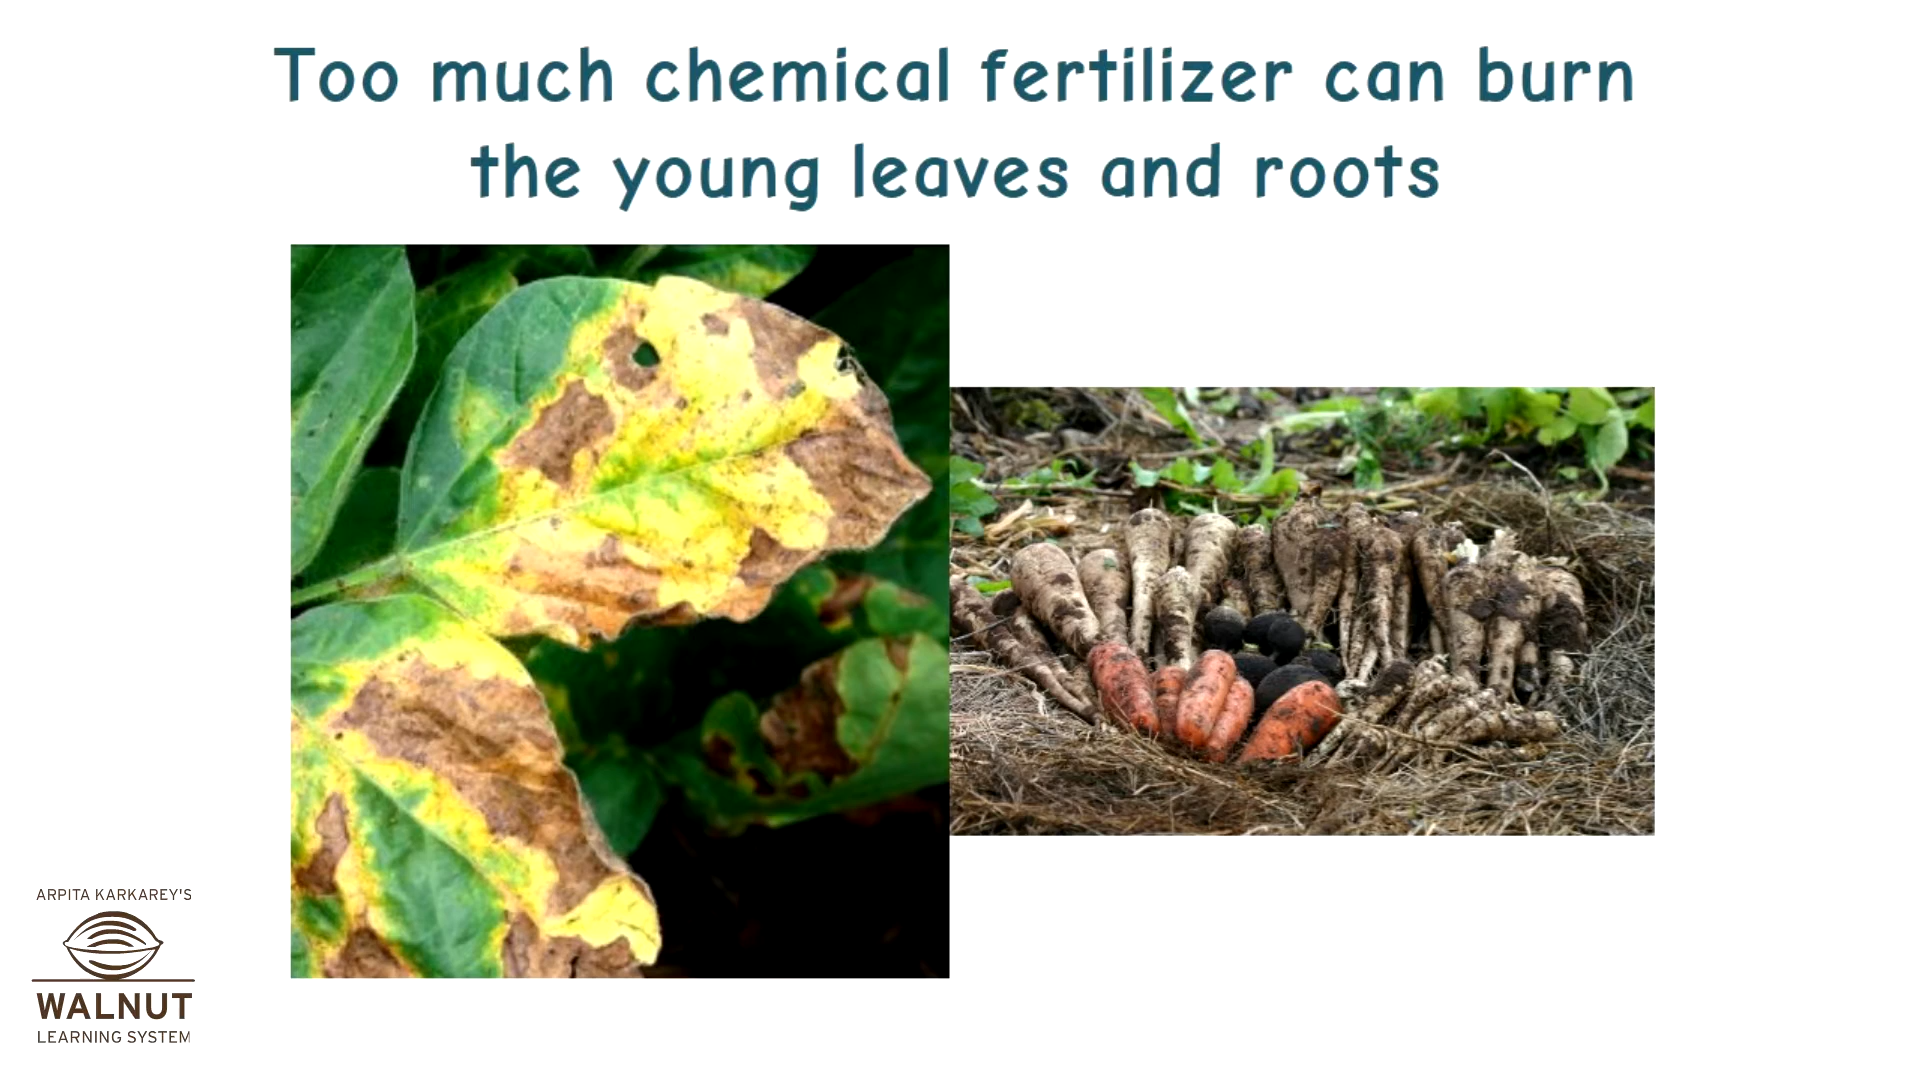 Too much chemical fertilizer can burn
the young leaves and roots
ARPITA KARKAREY'S
WALNUT
LEARNING SYSTEM